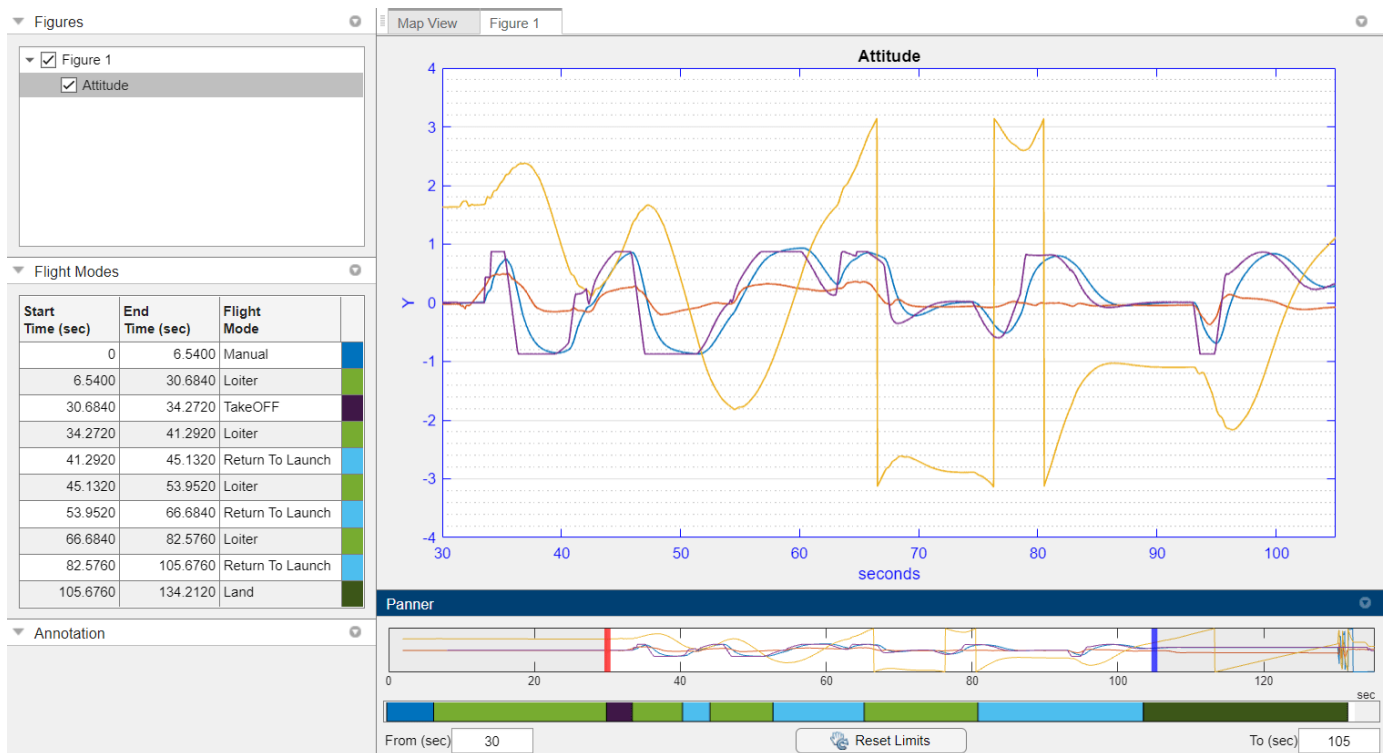 Figures
Figure 1
Attitude
Flight Modes
Start Time (sec) End Time (sec) Flight Mode
0 6.5400 Manual
6.5400 30.6840 Loiter
30.6840 34.2720 TakeOFF
34.2720 41.2920 Loiter
41.2920 45.1320 Return To Launch
45.1320 53.9520 Loiter
53.9520 66.6840 Return To Launch
66.6840 82.5760 Loiter
82.5760 105.6760 Return To Launch
105.6760 134.2120 Land
Annotation
Map View Figure 1
Attitude
4
3
2
1
0
-1
-2
-3
-4
Y
30 40 50 60 70 80 90 100
seconds
Panner
0 20 40 60 80 100 120
sec
From (sec) 30 Reset Limits To (sec) 105